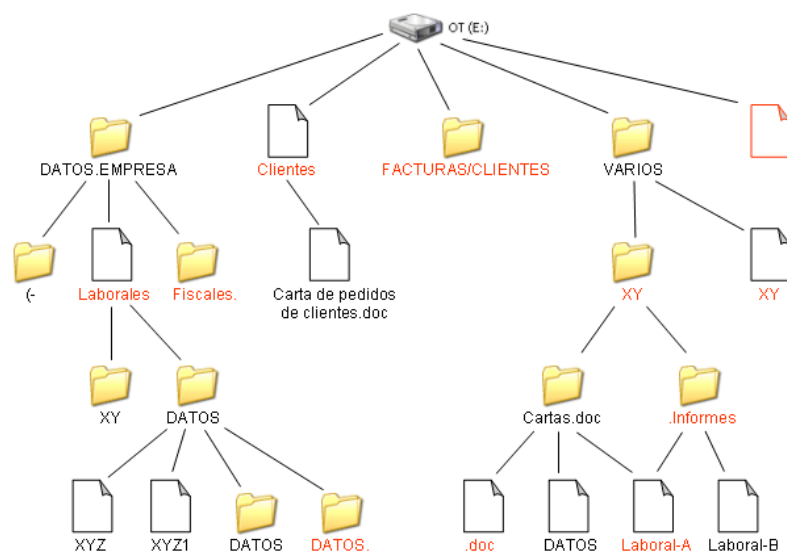 OT (E:)
DATOS.EMPRESA
Clientes
FACTURAS/CLIENTES
VARIOS
(-
Laborales
Fiscales.
Carta de pedidos
de clientes.doc
XY
XY
XY
DATOS
Cartas.doc
.Informes
XYZ
XYZ1
DATOS
DATOS.
.doc
DATOS
Laboral-A
Laboral-B